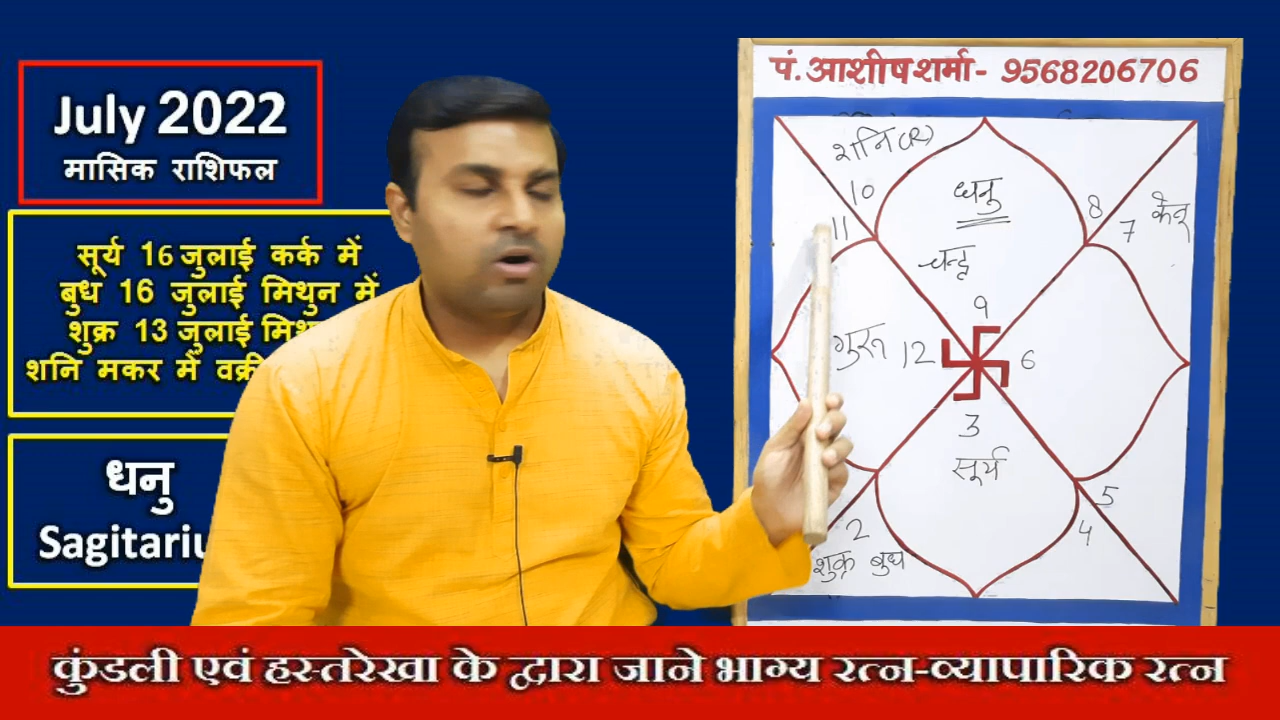 July 2022
मासिक राशिफल
सूर्य 16 जुलाई कर्क में
बुध 16 जुलाई मिथुन में
शुक्र 13 जुलाई
शनि मकर में
धनु
पं. आशीष शर्मा- 9568206706
शनि(R)
धनु
10
8
केतु
11
7
चन्द्र
9
गुरु 12
6
3
सूर्य
5
2
4
शुक्र बुध
कुंडली एवं हस्तरेखा के द्वारा जाने भाग्य रत्न-व्यापारिक रत्न